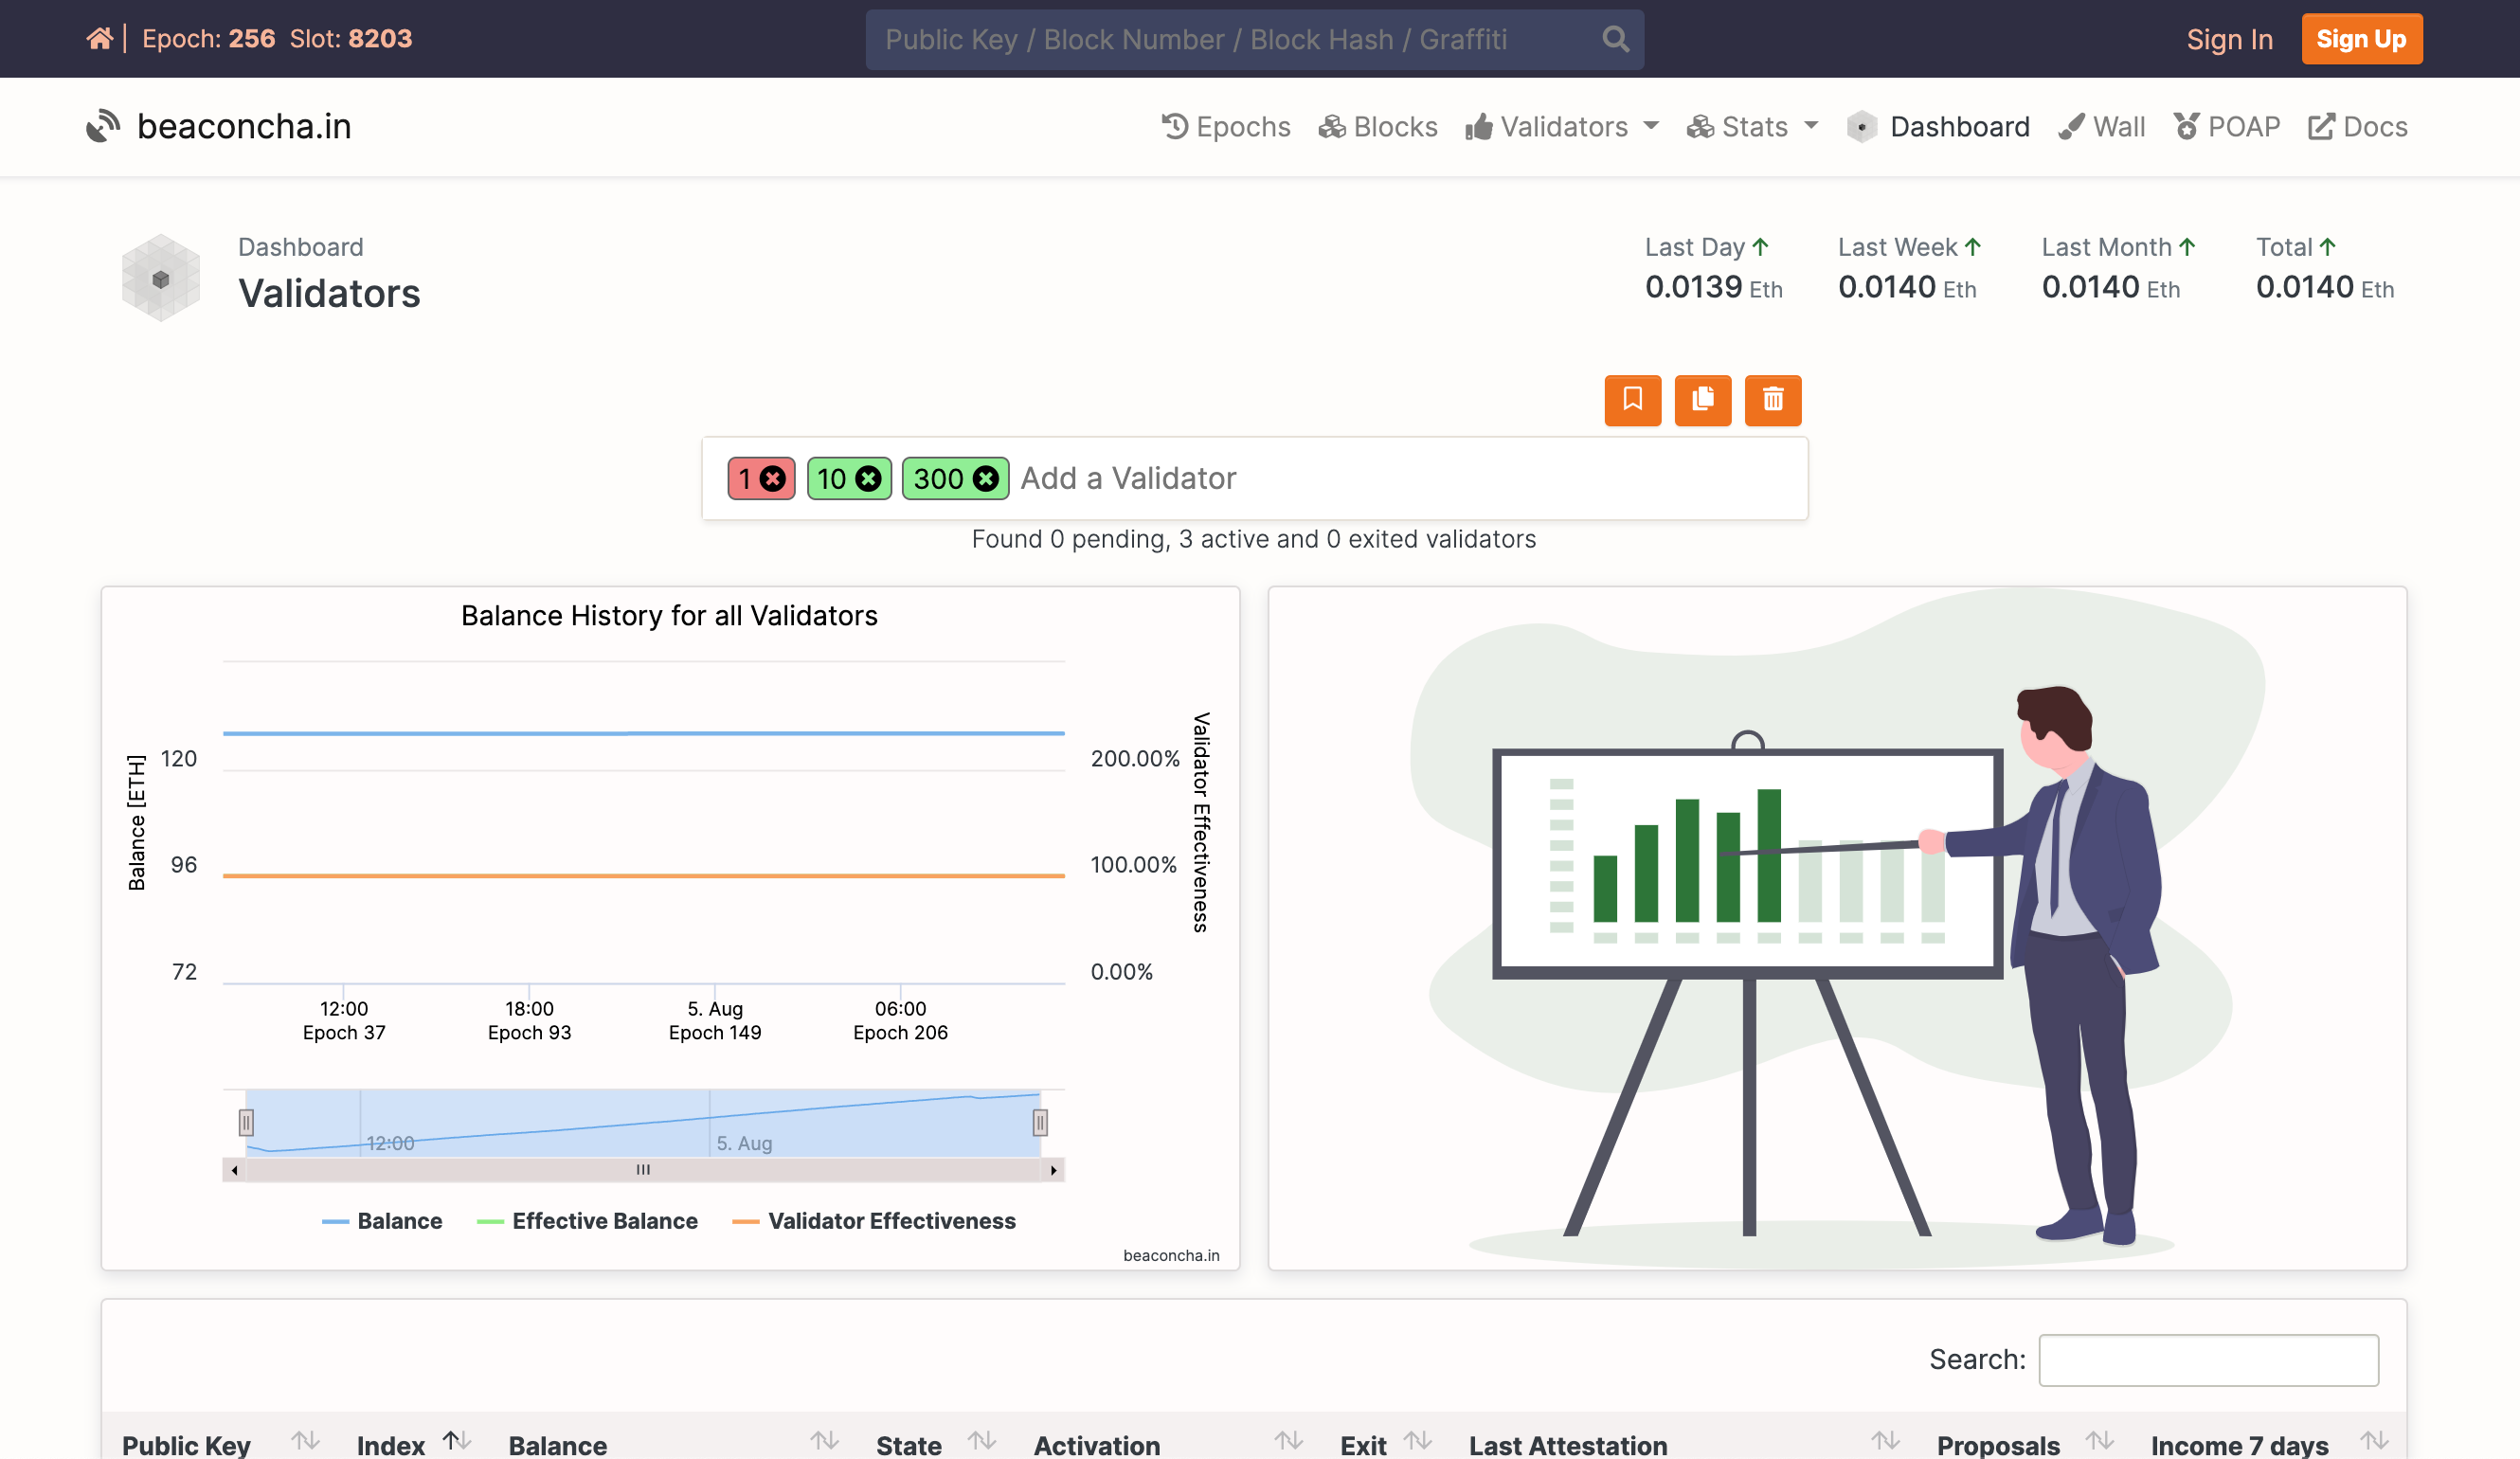 Epoch: 256 Slot: 8203
Public Key / Block Number / Block Hash / Graffiti
Sign In
Sign Up
beaconcha.in
Epochs
Blocks
Validators
Stats
Dashboard
Wall
POAP
Docs
Dashboard
Validators
Last Day
0.0139 Eth
Last Week
0.0140 Eth
Last Month
0.0140 Eth
Total
0.0140 Eth
1
10
300
Add a Validator
Found 0 pending, 3 active and 0 exited validators
Balance History for all Validators
Balance [ETH]
120
96
72
200.00%
100.00%
0.00%
Validator Effectiveness
12:00
Epoch 37
18:00
Epoch 93
5. Aug
Epoch 149
06:00
Epoch 206
12:00
5. Aug
Balance
Effective Balance
Validator Effectiveness
beaconcha.in
Search:
Public Key
Index
Balance
State
Activation
Exit
Last Attestation
Proposals
Income 7 days